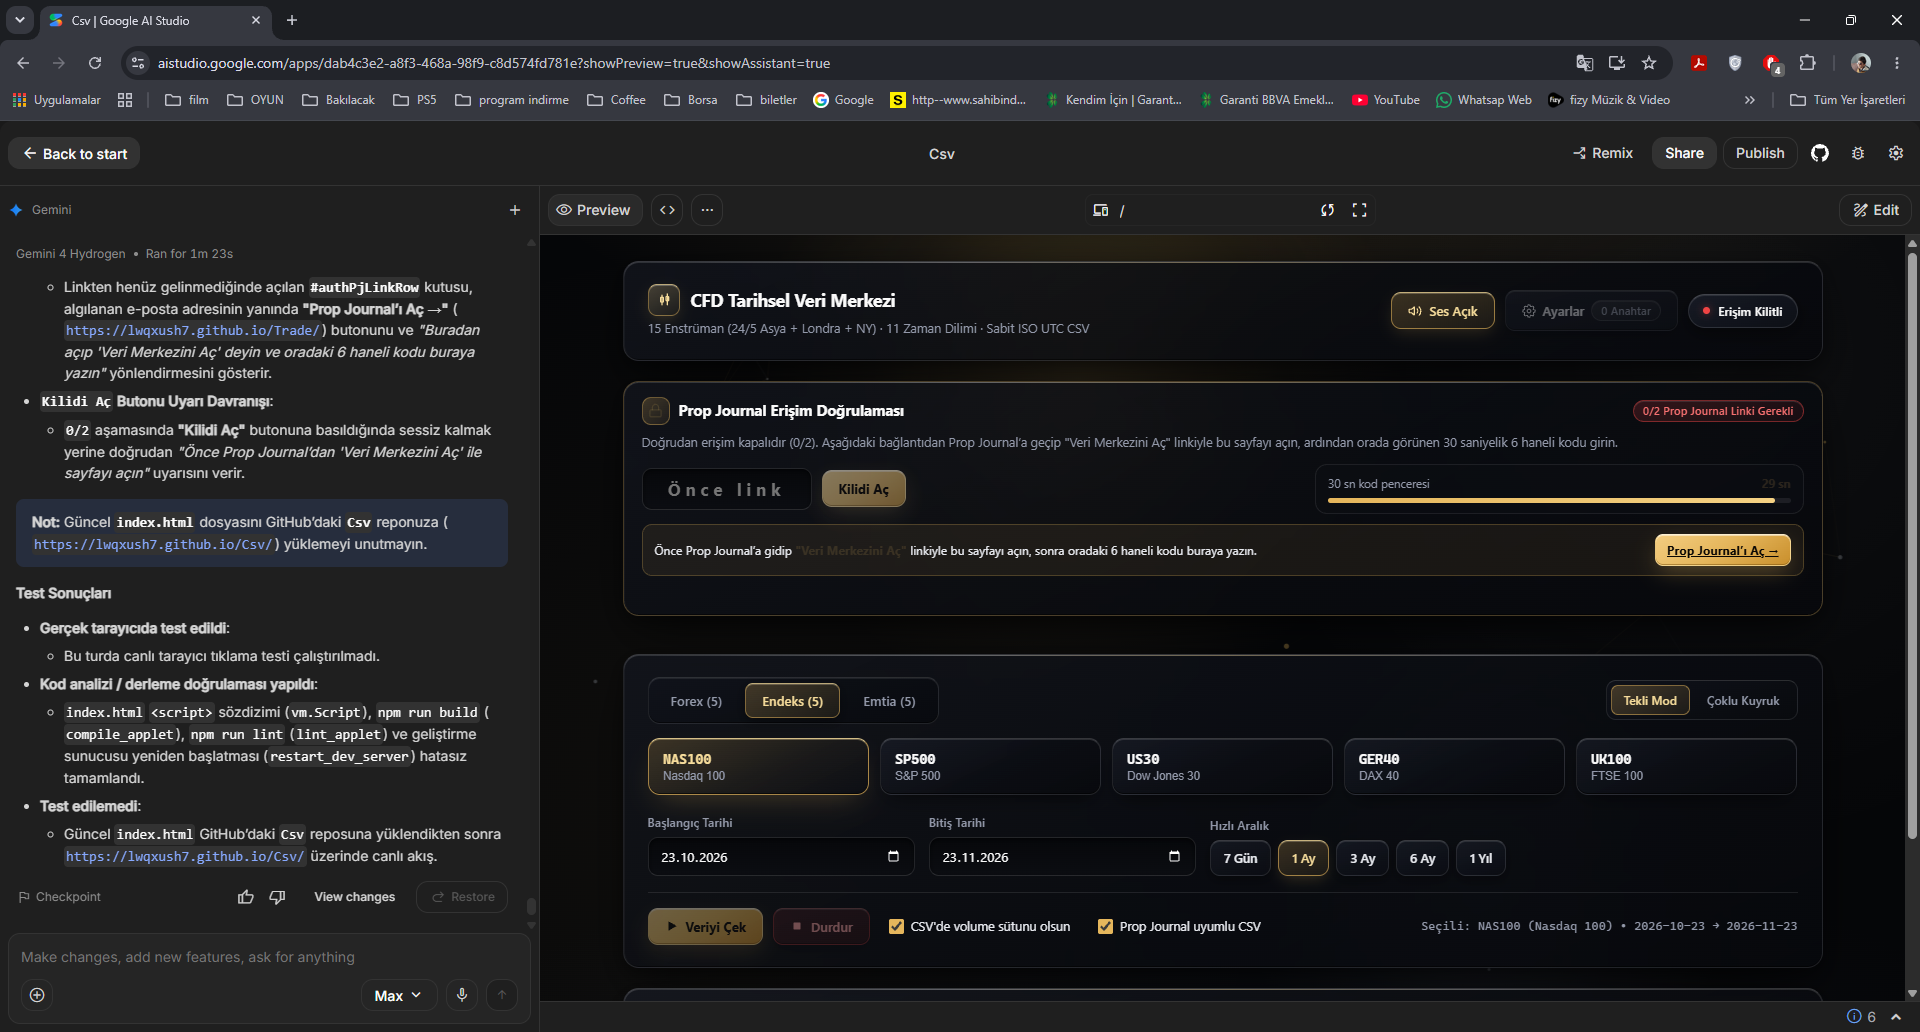 Csv | Google AI Studio
aistudio.google.com/apps/dab4c3e2-a8f3-468a-98f9-c8d574fd781e?showPreview=true&showAssistant=true
4
Uygulamalar
film
OYUN
Bakılacak
PS5
program indirme
Coffee
Borsa
biletler
Google
http--www.sahibind...
Kendim İçin | Garant...
Garanti BBVA Emekl...
YouTube
Whatsap Web
fizy Müzik & Video
Tüm Yer İşaretleri
Back to start
Csv
Remix
Share
Publish
Gemini
Preview
/
Edit
Gemini 4 Hydrogen • Ran for 1m 23s
Linkten henüz gelinmediğinde açılan #authPjLinkRow kutusu,
algılanan e-posta adresinin yanında "Prop Journal'ı Aç →" (
https://lwqxush7.github.io/Trade/) butonunu ve "Buradan
açıp 'Veri Merkezini Aç' deyin ve oradaki 6 haneli kodu buraya
yazın" yönlendirmesini gösterir.
Kilidi Aç Butonu Uyarı Davranışı:
0/2 aşamasında "Kilidi Aç" butonuna basıldığında sessiz kalmak
yerine doğrudan "Önce Prop Journal'dan 'Veri Merkezini Aç' ile
sayfayı açın" uyarısını verir.
Not: Güncel index.html dosyasını GitHub'daki Csv reponuza (
https://lwqxush7.github.io/Csv/) yüklemeyi unutmayın.
Test Sonuçları
Gerçek tarayıcıda test edildi:
Bu turda canlı tarayıcı tıklama testi çalıştırılmadı.
Kod analizi / derleme doğrulaması yapıldı:
index.html <script> sözdizimi (vm.Script), npm run build (
compile_applet), npm run lint (lint_applet) ve geliştirme
sunucusu yeniden başlatması (restart_dev_server) hatasız
tamamlandı.
Test edilemedi:
Güncel index.html GitHub'daki Csv reposuna yüklendikten sonra
https://lwqxush7.github.io/Csv/ üzerinde canlı akış.
Checkpoint
View changes
Restore
Make changes, add new features, ask for anything
Max
CFD Tarihsel Veri Merkezi
15 Enstrüman (24/5 Asya + Londra + NY) · 11 Zaman Dilimi · Sabit ISO UTC CSV
Ses Açık
Ayarlar
0 Anahtar
Erişim Kilitli
Prop Journal Erişim Doğrulaması
0/2 Prop Journal Linki Gerekli
Doğrudan erişim kapalıdır (0/2). Aşağıdaki bağlantıdan Prop Journal'a geçip "Veri Merkezini Aç" linkiyle bu sayfayı açın, ardından orada görünen 30 saniyelik 6 haneli kodu girin.
Önce link
Kilidi Aç
30 sn kod penceresi
29 sn
Önce Prop Journal'a gidip "Veri Merkezini Aç" linkiyle bu sayfayı açın, sonra oradaki 6 haneli kodu buraya yazın.
Prop Journal'ı Aç →
Forex (5)
Endeks (5)
Emtia (5)
Tekli Mod
Çoklu Kuyruk
NAS100
Nasdaq 100
SP500
S&P 500
US30
Dow Jones 30
GER40
DAX 40
UK100
FTSE 100
Başlangıç Tarihi
Bitiş Tarihi
Hızlı Aralık
23.10.2026
23.11.2026
7 Gün
1 Ay
3 Ay
6 Ay
1 Yıl
Veriyi Çek
Durdur
CSV'de volume sütunu olsun
Prop Journal uyumlu CSV
Seçili: NAS100 (Nasdaq 100) • 2026-10-23 → 2026-11-23
6